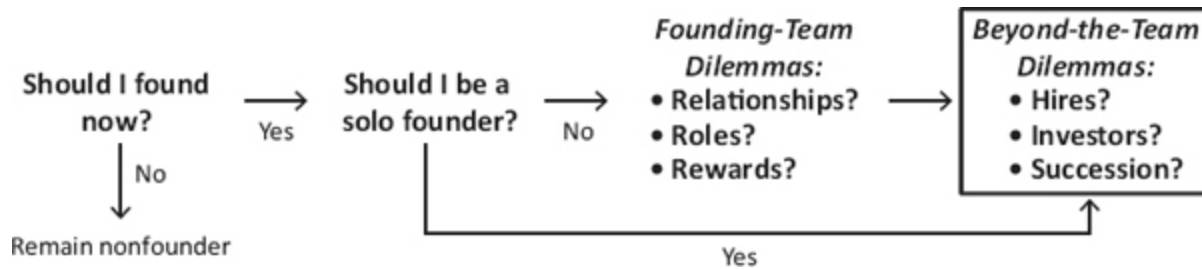 Should I found
now?
Yes
No
Remain nonfounder
Should I be a
solo founder?
No
Yes
Founding-Team
Dilemmas:
• Relationships?
• Roles?
• Rewards?
Beyond-the-Team
Dilemmas:
• Hires?
• Investors?
• Succession?